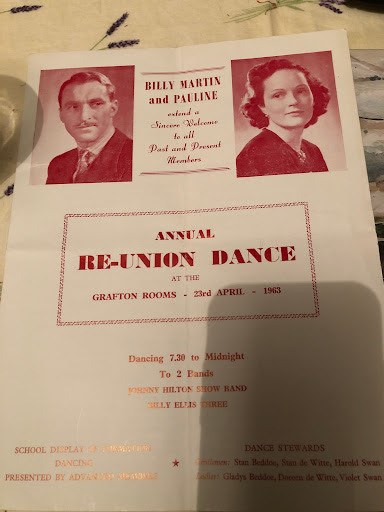 BILLY MARTIN
and PAULINE
extend a
Sincere Welcome
to all
Past and Present
Members
ANNUAL
RE-UNION DANCE
AT THE
GRAFTON ROOMS - 23rd APRIL - 1963
Dancing 7.30 to Midnight
To 2 Bands
JOHNNY HILTON SHOW BAND
BILLY ELLIS THREE
SCHOOL DISPLAY OF
DANCING
PRESENTED BY ADVANCED MEMBERS
★
DANCE STEWARDS
Gentlemen: Stan Beddoe, Stan de Witte, Harold Swan
Ladies: Gladys Beddoe, Doreen de Witte, Violet Swan